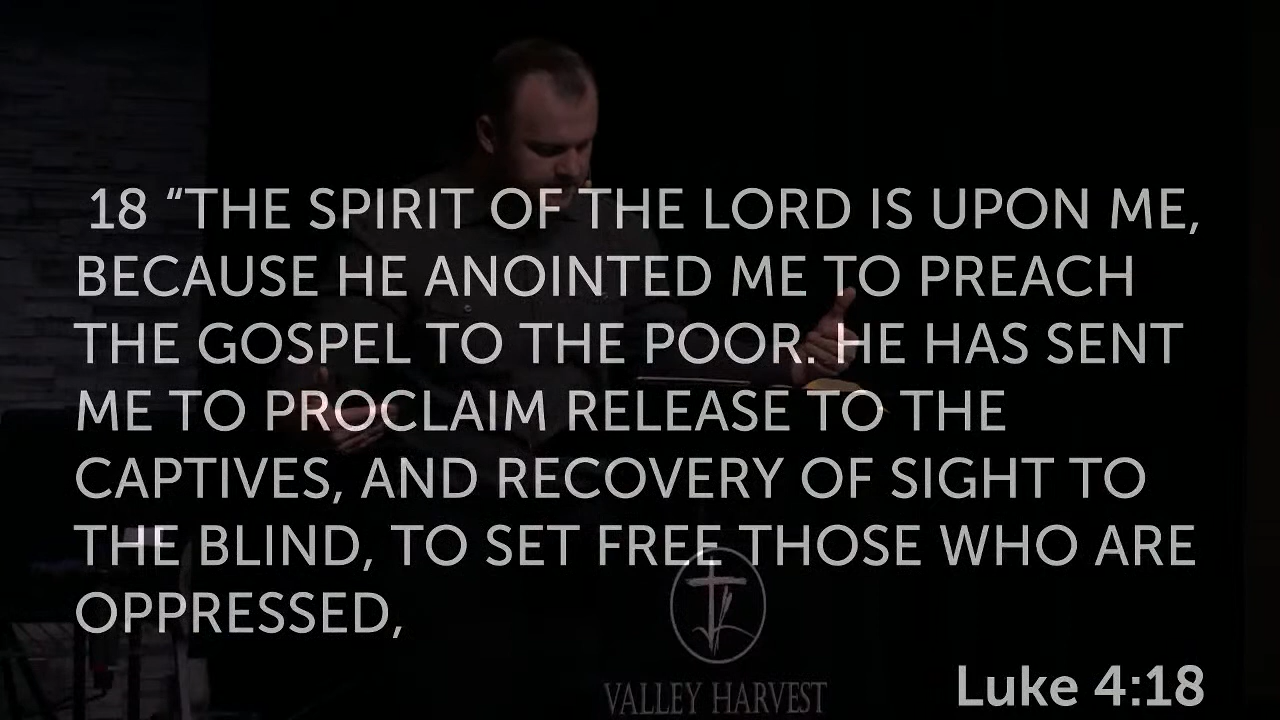 18 “THE SPIRIT OF THE LORD IS UPON ME,
BECAUSE HE ANOINTED ME TO PREACH
THE GOSPEL TO THE POOR. HE HAS SENT
ME TO PROCLAIM RELEASE TO THE
CAPTIVES, AND RECOVERY OF SIGHT TO
THE BLIND, TO SET FREE THOSE WHO ARE
OPPRESSED,
Luke 4:18
VALLEY HARVEST